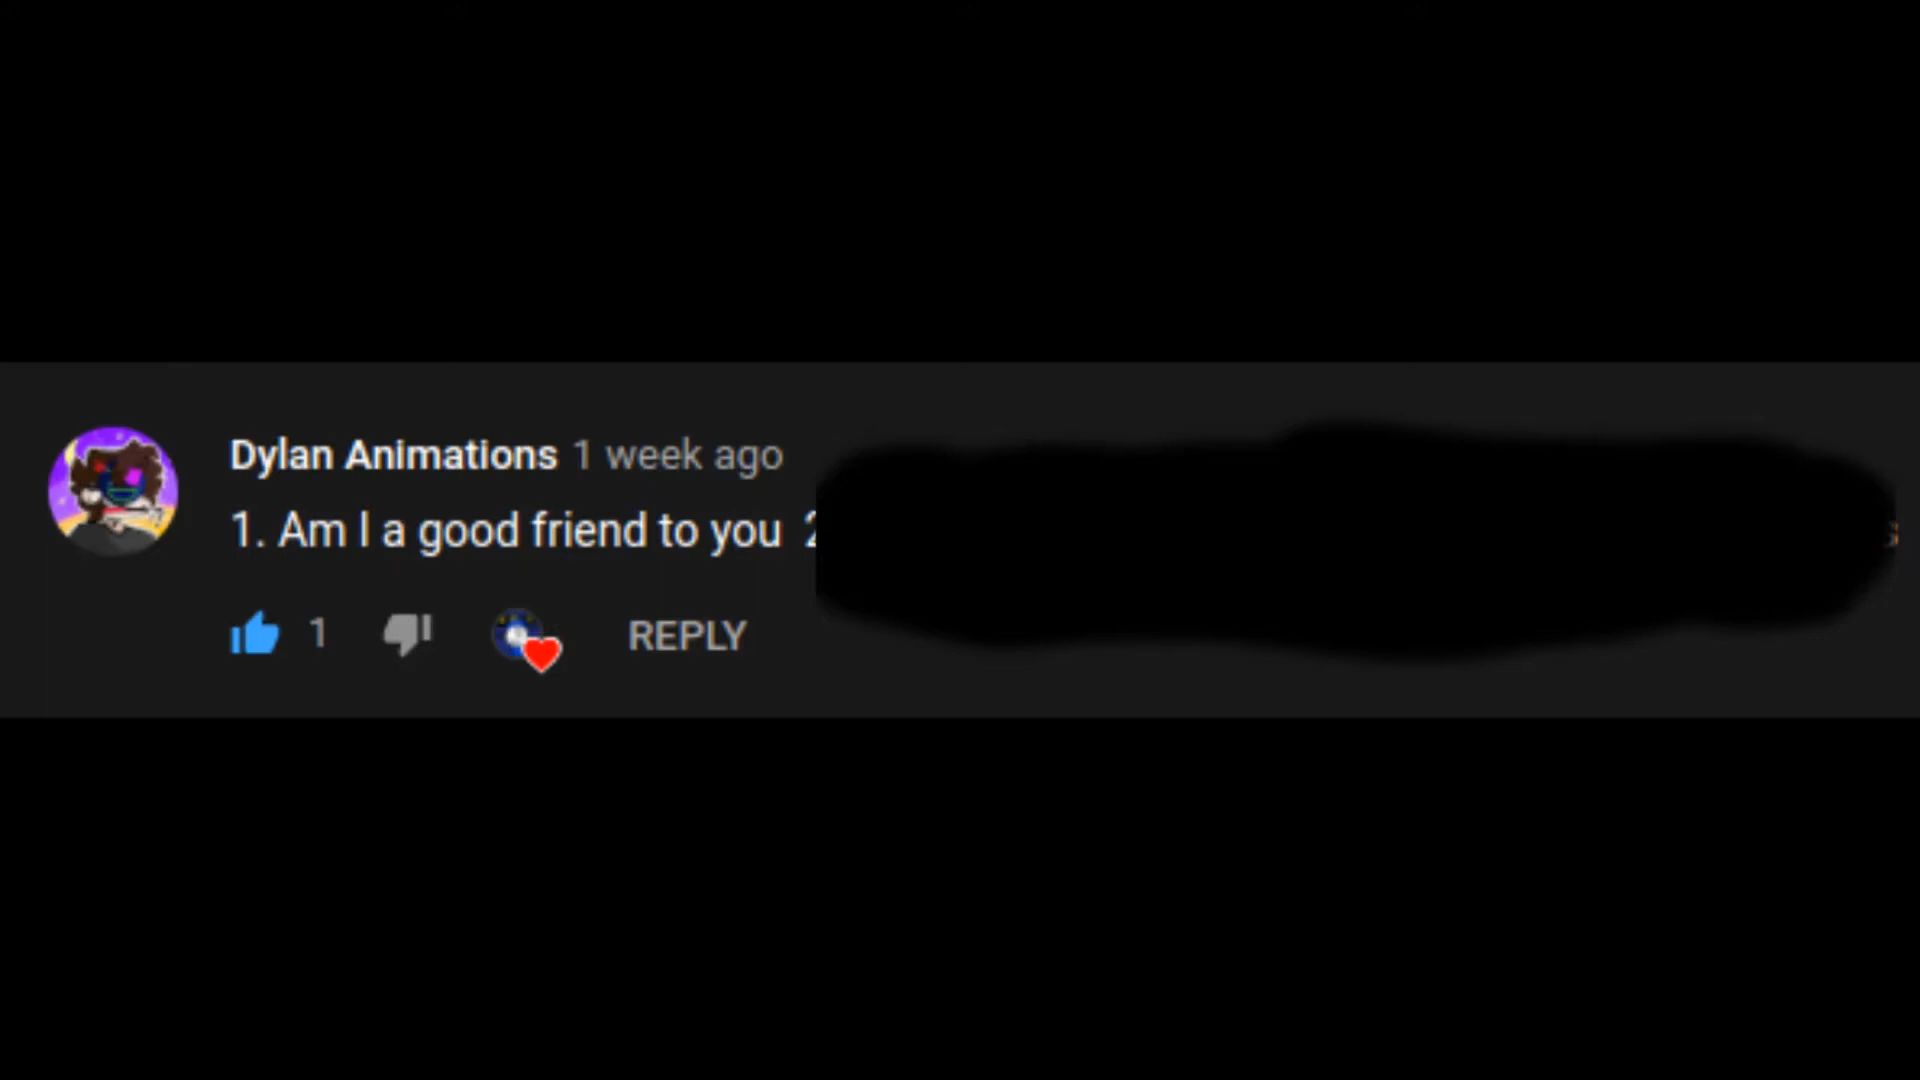 Dylan Animations 1 week ago
1. Am I a good friend to you 2
1 REPLY